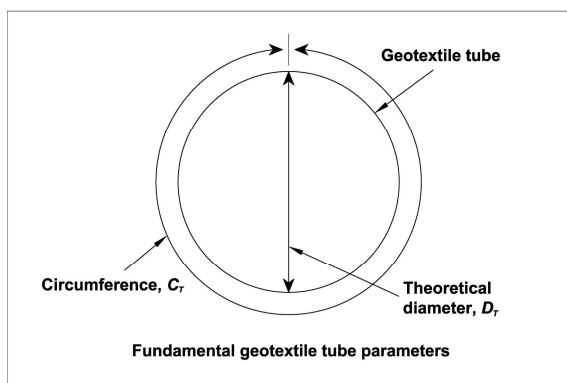 Geotextile tube
Circumference, C_T
Theoretical
diameter, D_T
Fundamental geotextile tube parameters